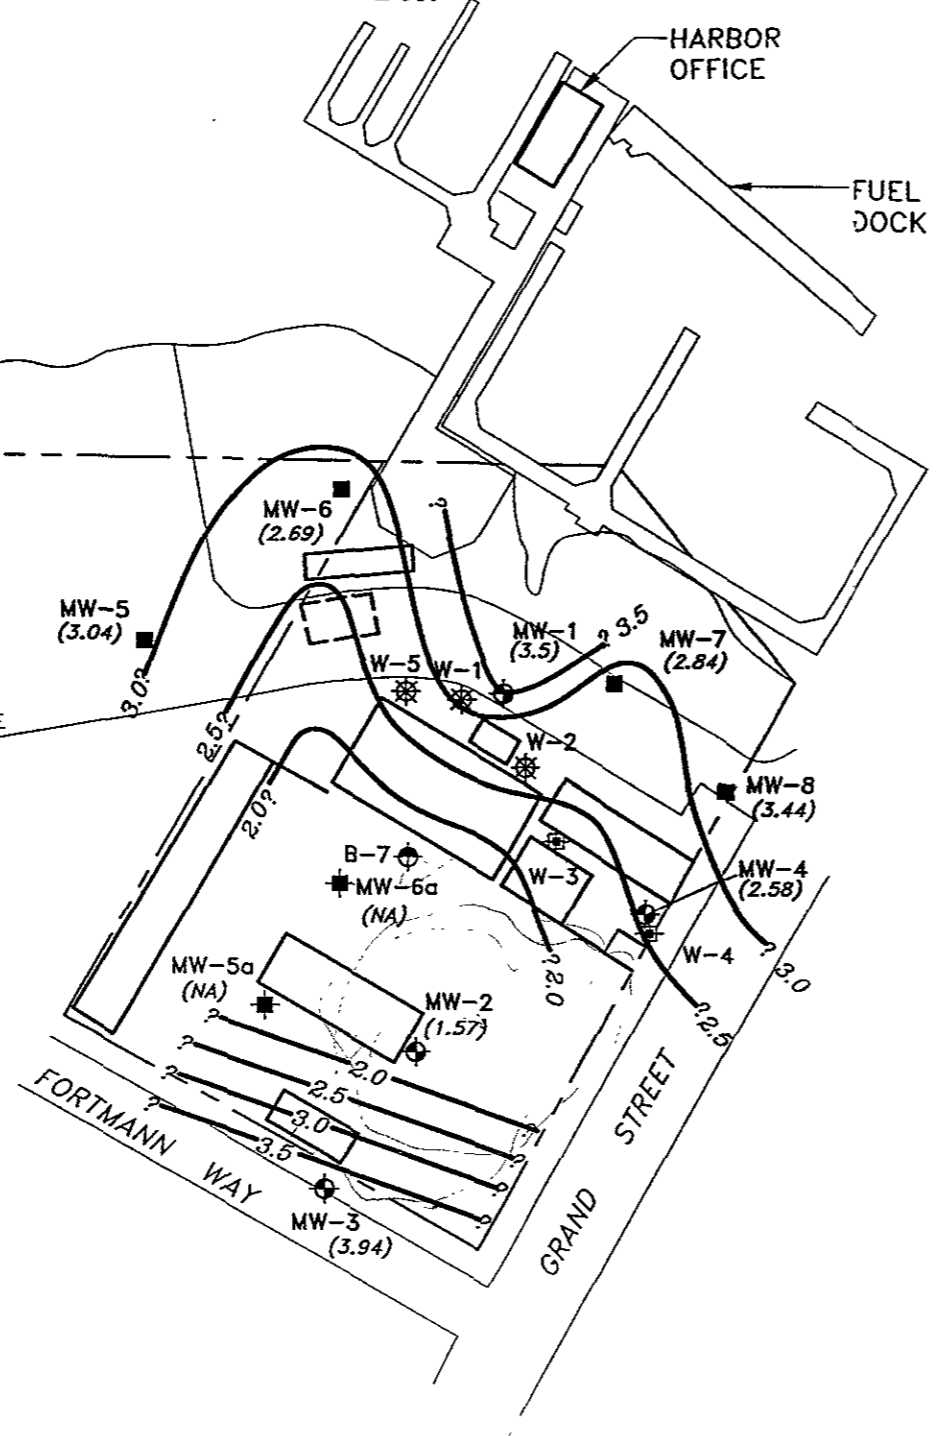 HARBOR
OFFICE
FUEL
DOCK
?
MW-6
(2.69)
MW-5
(3.04)
MW-1
(3.5)
? 3.5
MW-7
(2.84)
W-5
W-1
3.0?
2.5?
W-2
MW-8
(3.44)
2.0?
B-7
MW-6a
(NA)
W-3
MW-4
(2.58)
W-4
? 3.0
? 2.0
?2.5
MW-5a
(NA)
MW-2
(1.57)
?
2.0
?
2.5
?
?
3.0
?
?
3.5
?
?
MW-3
(3.94)
FORTMANN WAY
GRAND STREET